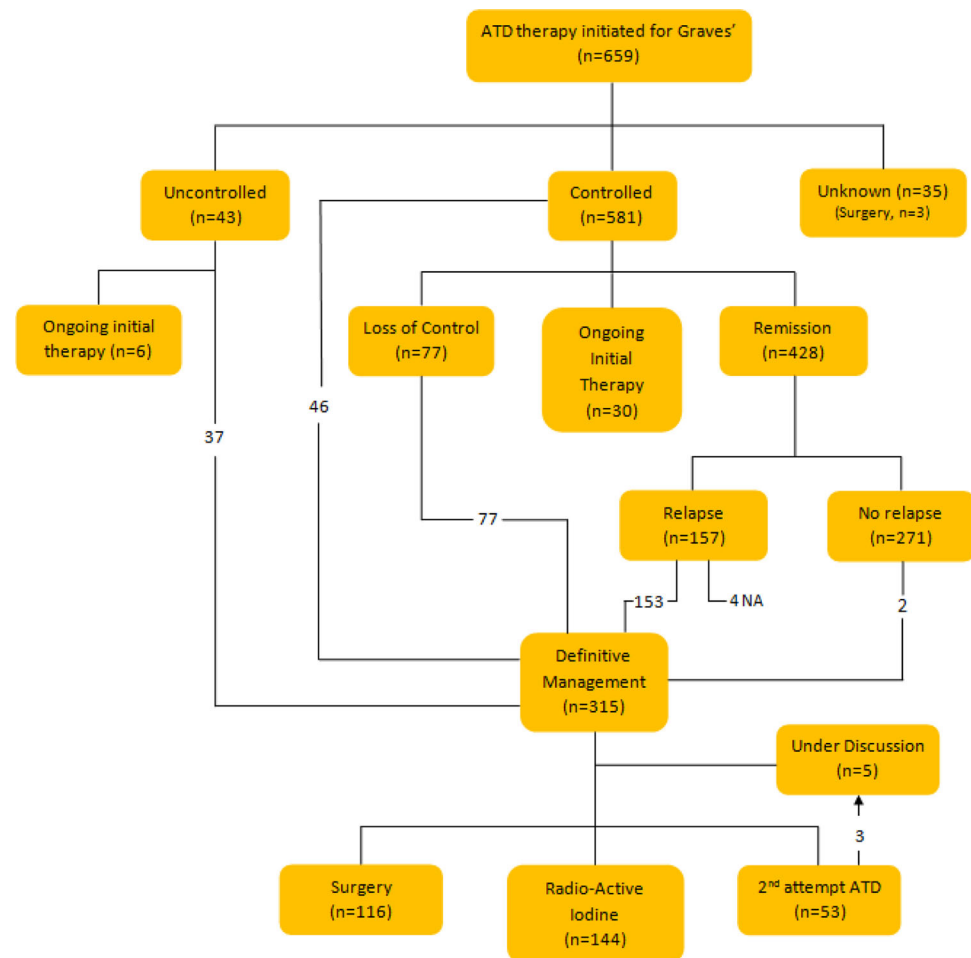 ATD therapy initiated for Graves’
(n=659)
Uncontrolled
(n=43)
Controlled
(n=581)
Unknown (n=35)
(Surgery, n=3)
Ongoing initial
therapy (n=6)
Loss of Control
(n=77)
Ongoing
Initial
Therapy
(n=30)
Remission
(n=428)
37
46
77
Relapse
(n=157)
No relapse
(n=271)
153
4 NA
2
Definitive
Management
(n=315)
Under Discussion
(n=5)
3
Surgery
(n=116)
Radio-Active
Iodine
(n=144)
2nd attempt ATD
(n=53)